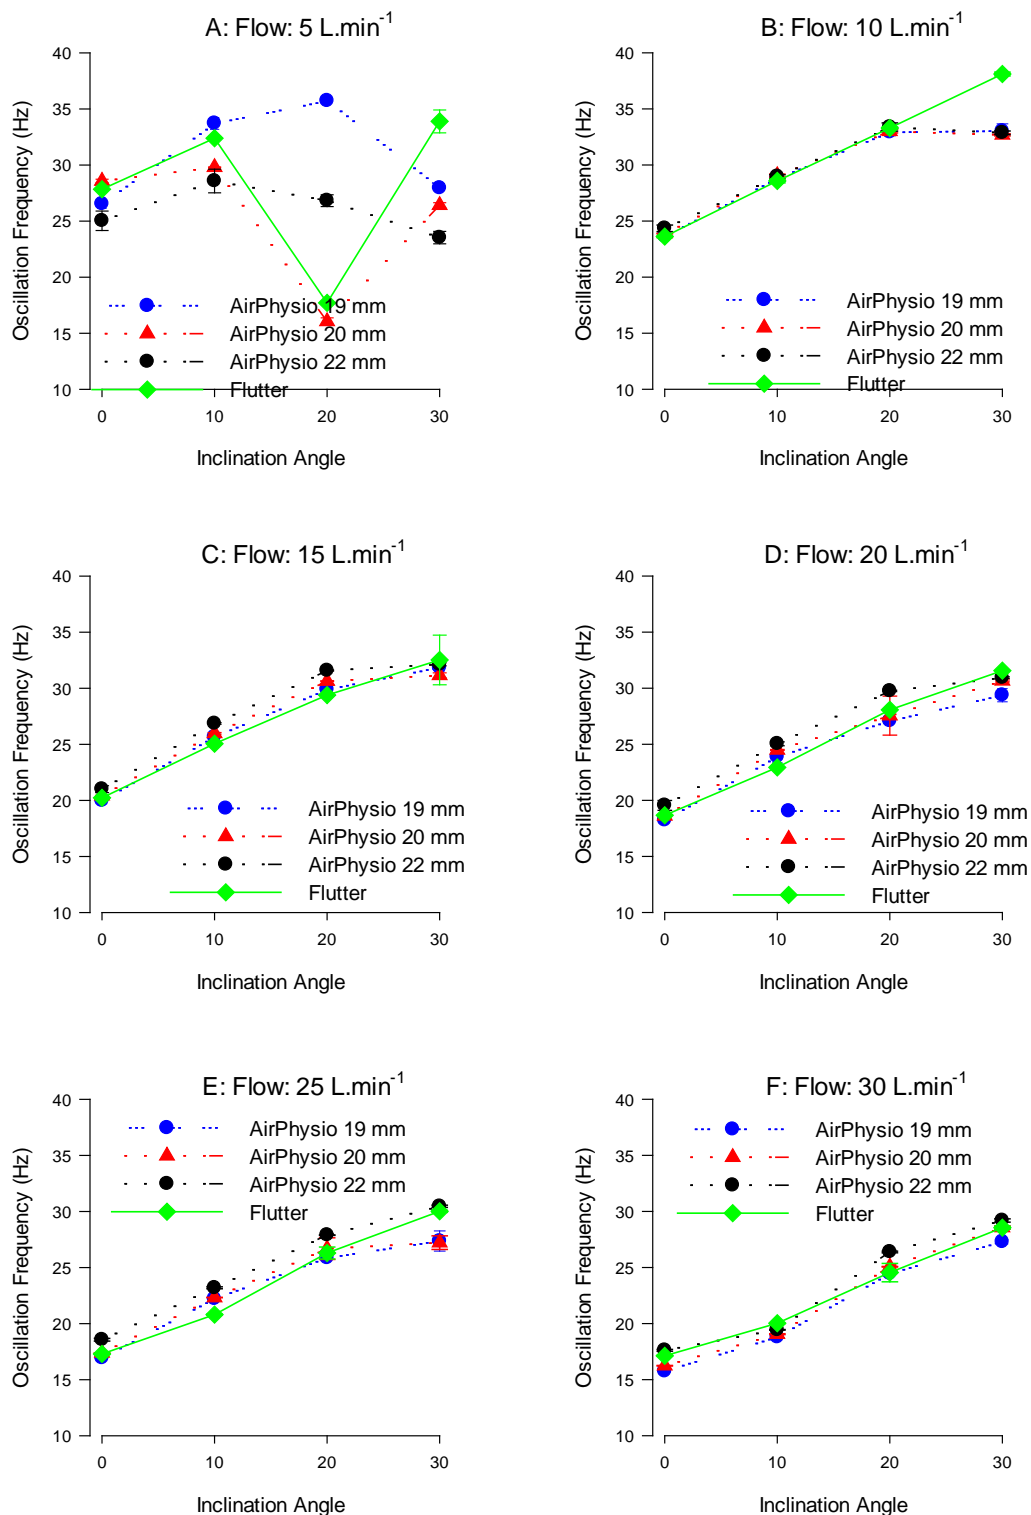 A: Flow: 5 L.min-1
Oscillation Frequency (Hz)
40
35
30
25
20
15
10
AirPhysio 19 mm
AirPhysio 20 mm
AirPhysio 22 mm
Flutter
0 10 20 30
Inclination Angle
B: Flow: 10 L.min-1
Oscillation Frequency (Hz)
40
35
30
25
20
15
10
AirPhysio 19 mm
AirPhysio 20 mm
AirPhysio 22 mm
Flutter
0 10 20 30
Inclination Angle
C: Flow: 15 L.min-1
Oscillation Frequency (Hz)
40
35
30
25
20
15
10
AirPhysio 19 mm
AirPhysio 20 mm
AirPhysio 22 mm
Flutter
0 10 20 30
Inclination Angle
D: Flow: 20 L.min-1
Oscillation Frequency (Hz)
40
35
30
25
20
15
10
AirPhysio 19 mm
AirPhysio 20 mm
AirPhysio 22 mm
Flutter
0 10 20 30
Inclination Angle
E: Flow: 25 L.min-1
Oscillation Frequency (Hz)
40
35
30
25
20
15
10
AirPhysio 19 mm
AirPhysio 20 mm
AirPhysio 22 mm
Flutter
0 10 20 30
Inclination Angle
F: Flow: 30 L.min-1
Oscillation Frequency (Hz)
40
35
30
25
20
15
10
AirPhysio 19 mm
AirPhysio 20 mm
AirPhysio 22 mm
Flutter
0 10 20 30
Inclination Angle